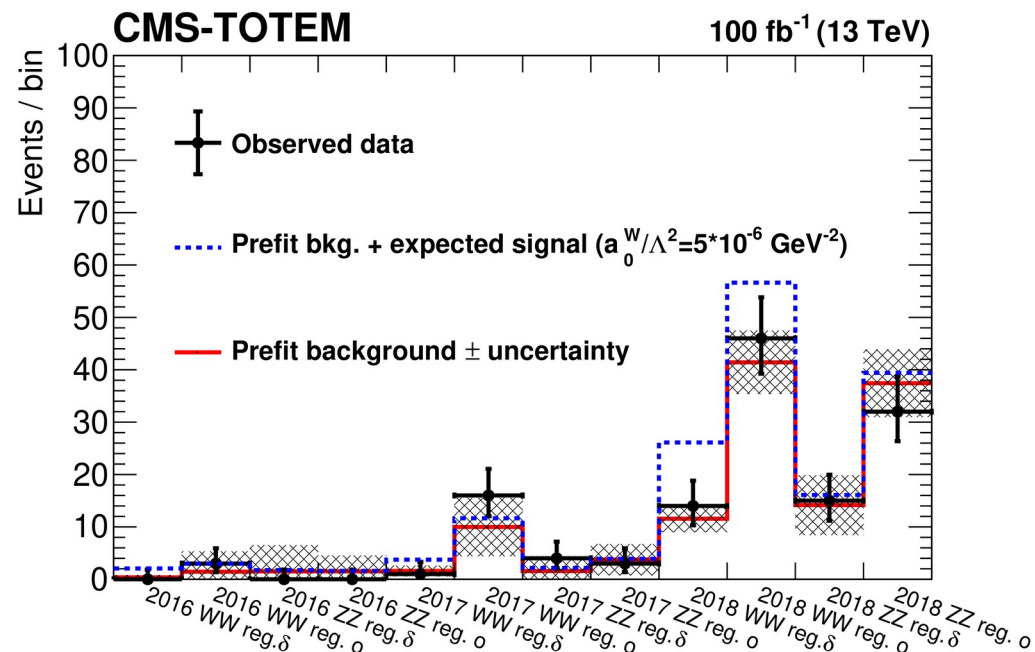 CMS-TOTEM
100 fb⁻¹ (13 TeV)
Events / bin
100
90
80
70
60
50
40
30
20
10
0
Observed data
Prefit bkg. + expected signal (a₀ᵂ/Λ²=5*10⁻⁶ GeV⁻²)
Prefit background ± uncertainty
2016 WW reg.δ
2016 WW reg. o
2016 ZZ reg.δ
2016 ZZ reg. o
2017 WW reg.δ
2017 WW reg. o
2017 ZZ reg.δ
2017 ZZ reg. o
2018 WW reg.δ
2018 WW reg. o
2018 ZZ reg.δ
2018 ZZ reg. o